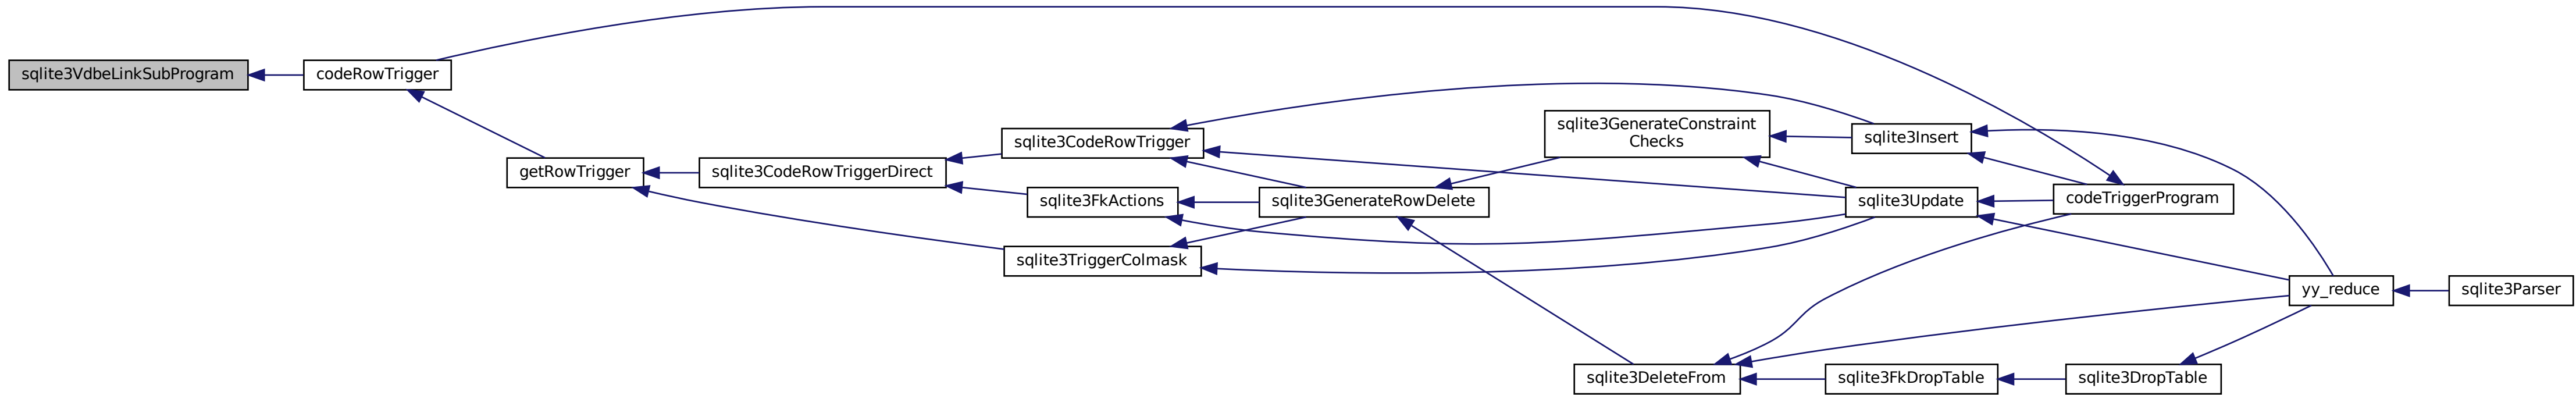 sqlite3VdbeLinkSubProgram
codeRowTrigger
getRowTrigger
sqlite3CodeRowTriggerDirect
sqlite3CodeRowTrigger
sqlite3FkActions
sqlite3TriggerColmask
sqlite3GenerateRowDelete
sqlite3GenerateConstraint
Checks
sqlite3DeleteFrom
sqlite3Insert
sqlite3Update
sqlite3FkDropTable
codeTriggerProgram
sqlite3DropTable
yy_reduce
sqlite3Parser